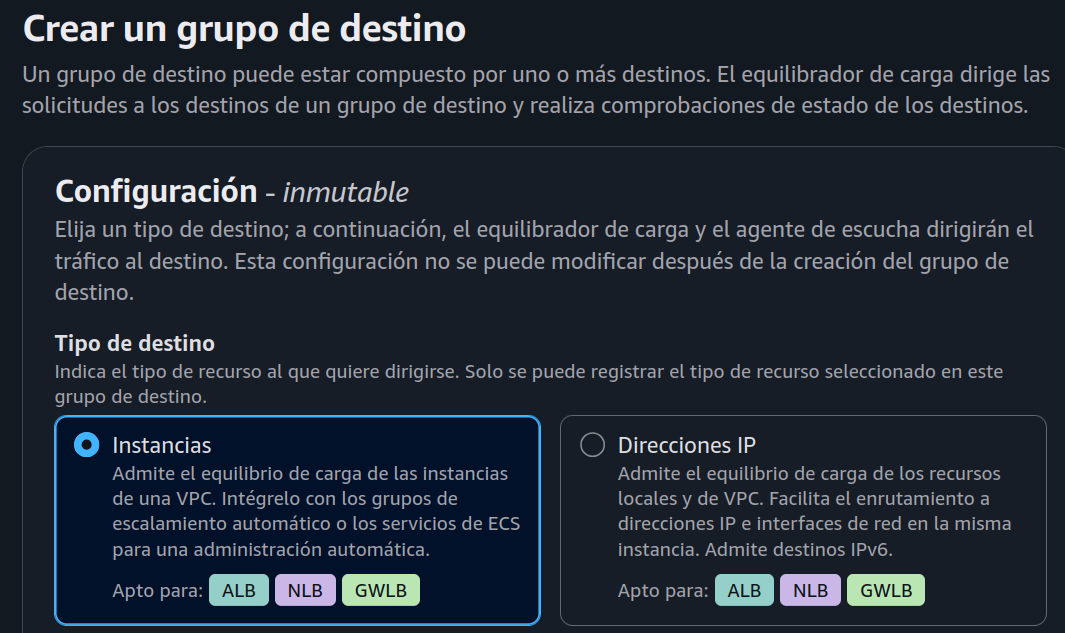 Crear un grupo de destino
Un grupo de destino puede estar compuesto por uno o más destinos. El equilibrador de carga dirige las
solicitudes a los destinos de un grupo de destino y realiza comprobaciones de estado de los destinos.
Configuración - inmutable
Elija un tipo de destino; a continuación, el equilibrador de carga y el agente de escucha dirigirán el
tráfico al destino. Esta configuración no se puede modificar después de la creación del grupo de
destino.
Tipo de destino
Indica el tipo de recurso al que quiere dirigirse. Solo se puede registrar el tipo de recurso seleccionado en este
grupo de destino.
Instancias
Admite el equilibrio de carga de las instancias
de una VPC. Intégrelo con los grupos de
escalamiento automático o los servicios de ECS
para una administración automática.
Apto para: ALB NLB GWLB
Direcciones IP
Admite el equilibrio de carga de los recursos
locales y de VPC. Facilita el enrutamiento a
direcciones IP e interfaces de red en la misma
instancia. Admite destinos IPv6.
Apto para: ALB NLB GWLB